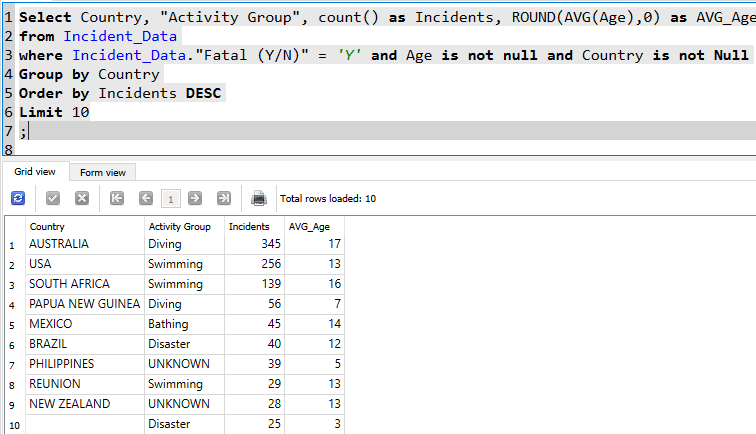 1 Select Country, "Activity Group", count() as Incidents, ROUND(AVG(Age),0) as AVG_Age
2 from Incident_Data
3 where Incident_Data."Fatal (Y/N)" = 'Y' and Age is not null and Country is not Null
4 Group by Country
5 Order by Incidents DESC
6 Limit 10
7 ;
8
Grid view Form view
1 Total rows loaded: 10
Country Activity Group Incidents AVG_Age
1 AUSTRALIA Diving 345 17
2 USA Swimming 256 13
3 SOUTH AFRICA Swimming 139 16
4 PAPUA NEW GUINEA Diving 56 7
5 MEXICO Bathing 45 14
6 BRAZIL Disaster 40 12
7 PHILIPPINES UNKNOWN 39 5
8 REUNION Swimming 29 13
9 NEW ZEALAND UNKNOWN 28 13
10 Disaster 25 3